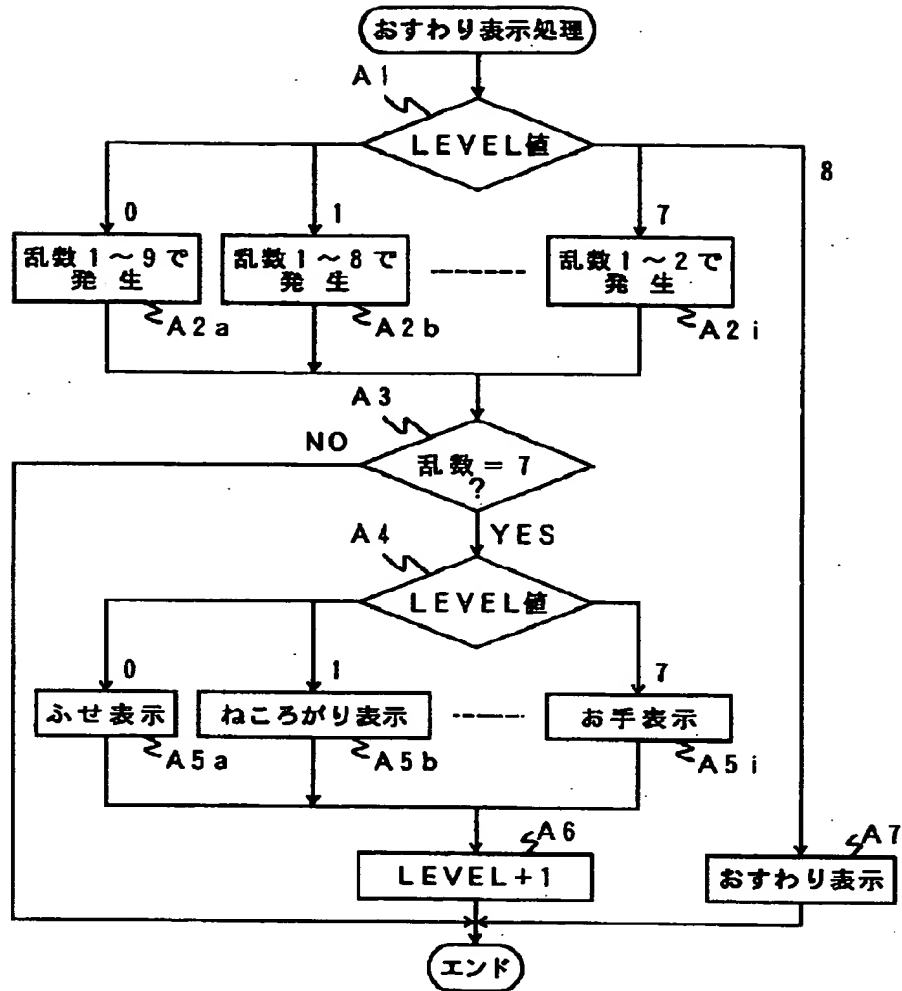 おすわり表示処理
A1
LEVEL値
8
0
1
7
乱数1～9で
発生
乱数1～8で
発生
乱数1～2で
発生
A2a
A2b
A2i
A3
NO
乱数＝7
?
YES
A4
LEVEL値
0
1
7
ふせ表示
ねころがり表示
お手表示
A5a
A5b
A5i
A6
A7
LEVEL+1
おすわり表示
エンド